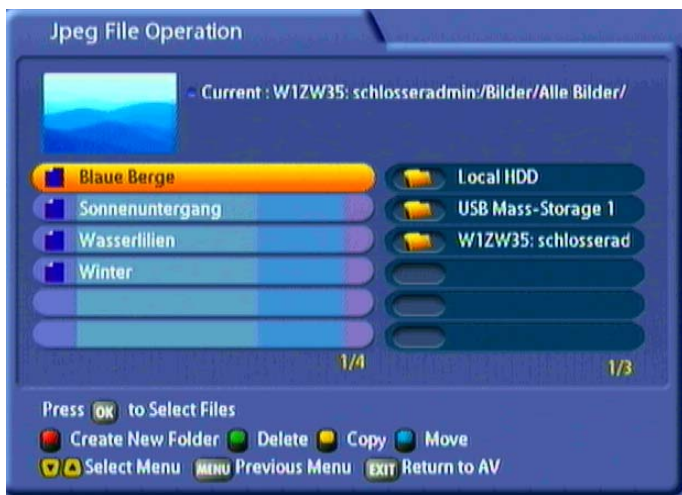 Jpeg File Operation
Current : W1ZW35: schlosseradmin:/Bilder/Alle Bilder/
Blaue Berge
Sonnenuntergang
Wasserlilien
Winter
1/4
Local HDD
USB Mass-Storage 1
W1ZW35: schlosserad
1/3
Press OK to Select Files
Create New Folder Delete Copy Move
Select Menu MENU Previous Menu EXIT Return to AV